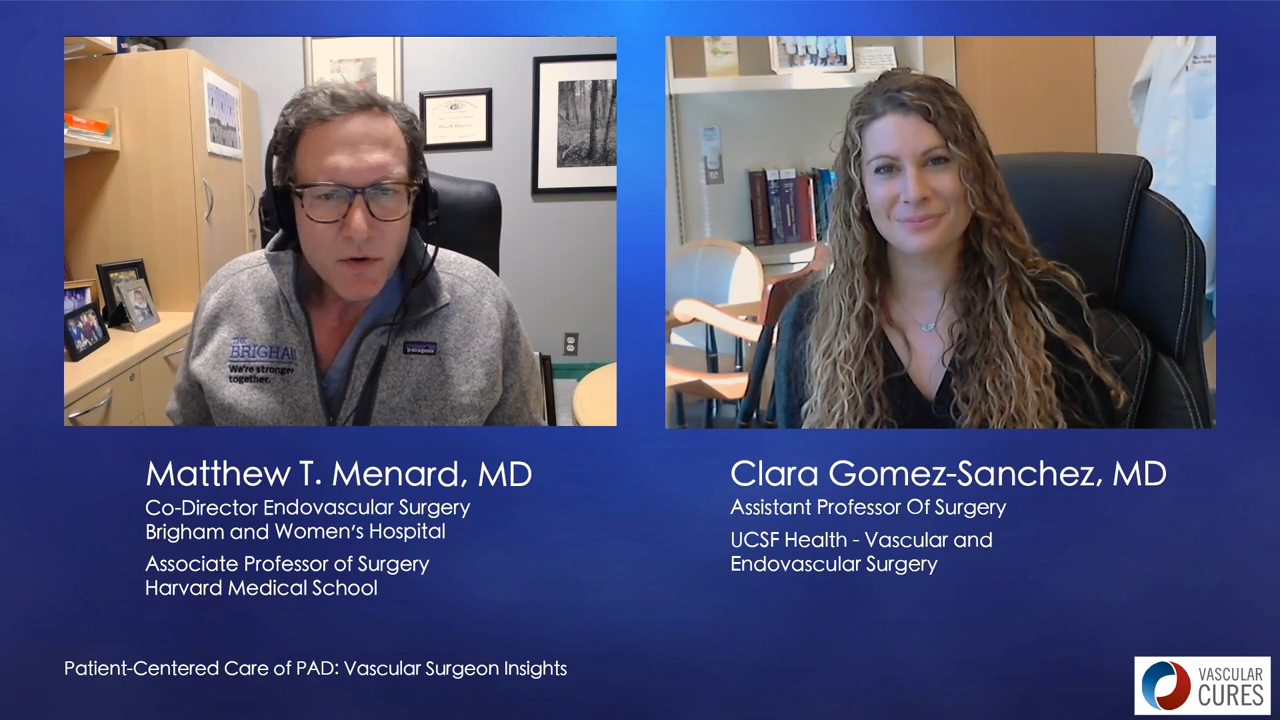 THE
BRIGHAM
We're stronger
together.
patagonia
Matthew T. Menard, MD
Co-Director Endovascular Surgery
Brigham and Women's Hospital
Associate Professor of Surgery
Harvard Medical School
Clara Gomez-Sanchez, MD
Assistant Professor Of Surgery
UCSF Health - Vascular and
Endovascular Surgery
Patient-Centered Care of PAD: Vascular Surgeon Insights
VASCULAR
CURES